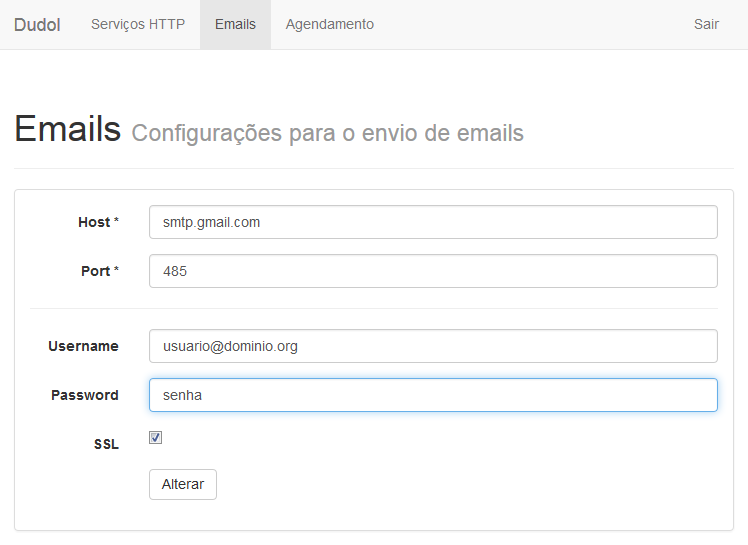 Dudol Serviços HTTP Emails Agendamento Sair
Emails Configurações para o envio de emails
Host * smtp.gmail.com
Port * 485
Username usuario@dominio.org
Password senha
SSL
Alterar